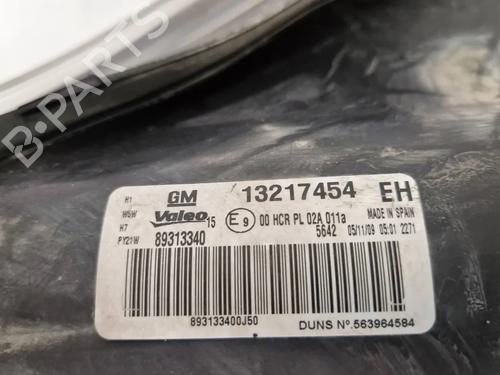 B-PARTS
H1 GM 13217454 EH
W5W Valeo 15 E9 00 HCR PL 02A 011a MADE IN SPAIN
H7 89313340 5642 05/11/09 05:01 2271
PY21W
893133400J50 DUNS Nº.563964584